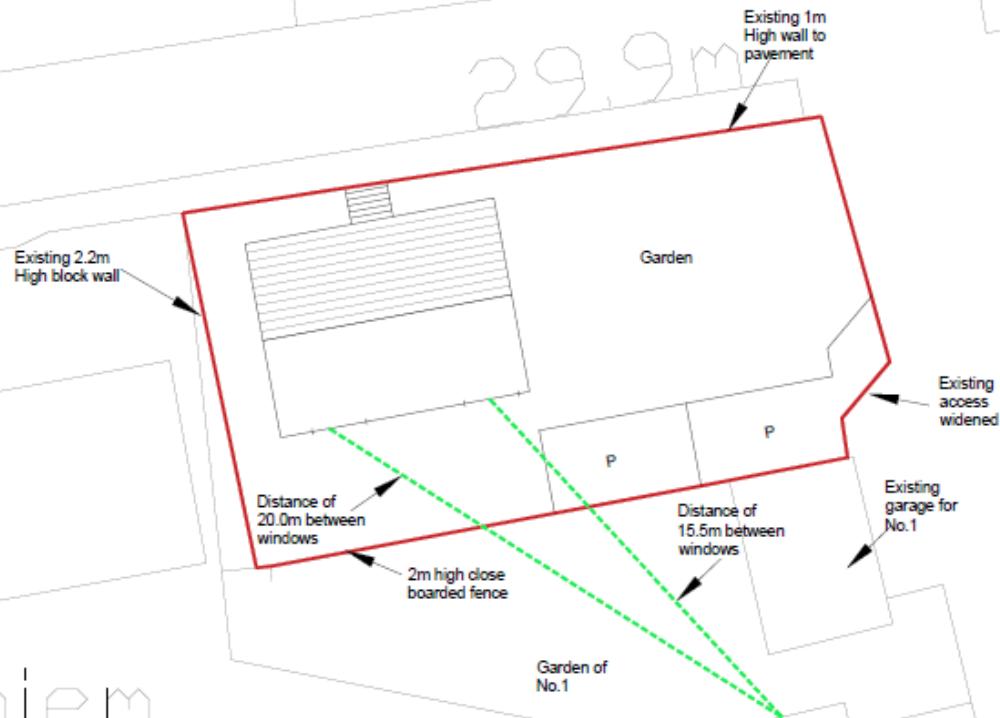 Existing 1m
High wall to
pavement
29.9m
Existing 2.2m
High block wall
Garden
Existing
access
widened
P
P
Distance of
20.0m between
windows
Distance of
15.5m between
windows
Existing
garage for
No.1
2m high close
boarded fence
Garden of
No.1